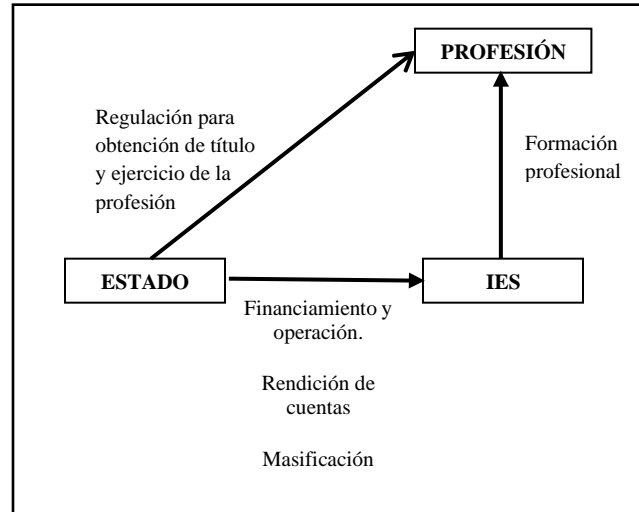 PROFESIÓN
Regulación para
obtención de título
y ejercicio de la
profesión
Formación
profesional
ESTADO
IES
Financiamiento y
operación.
Rendición de
cuentas
Masificación